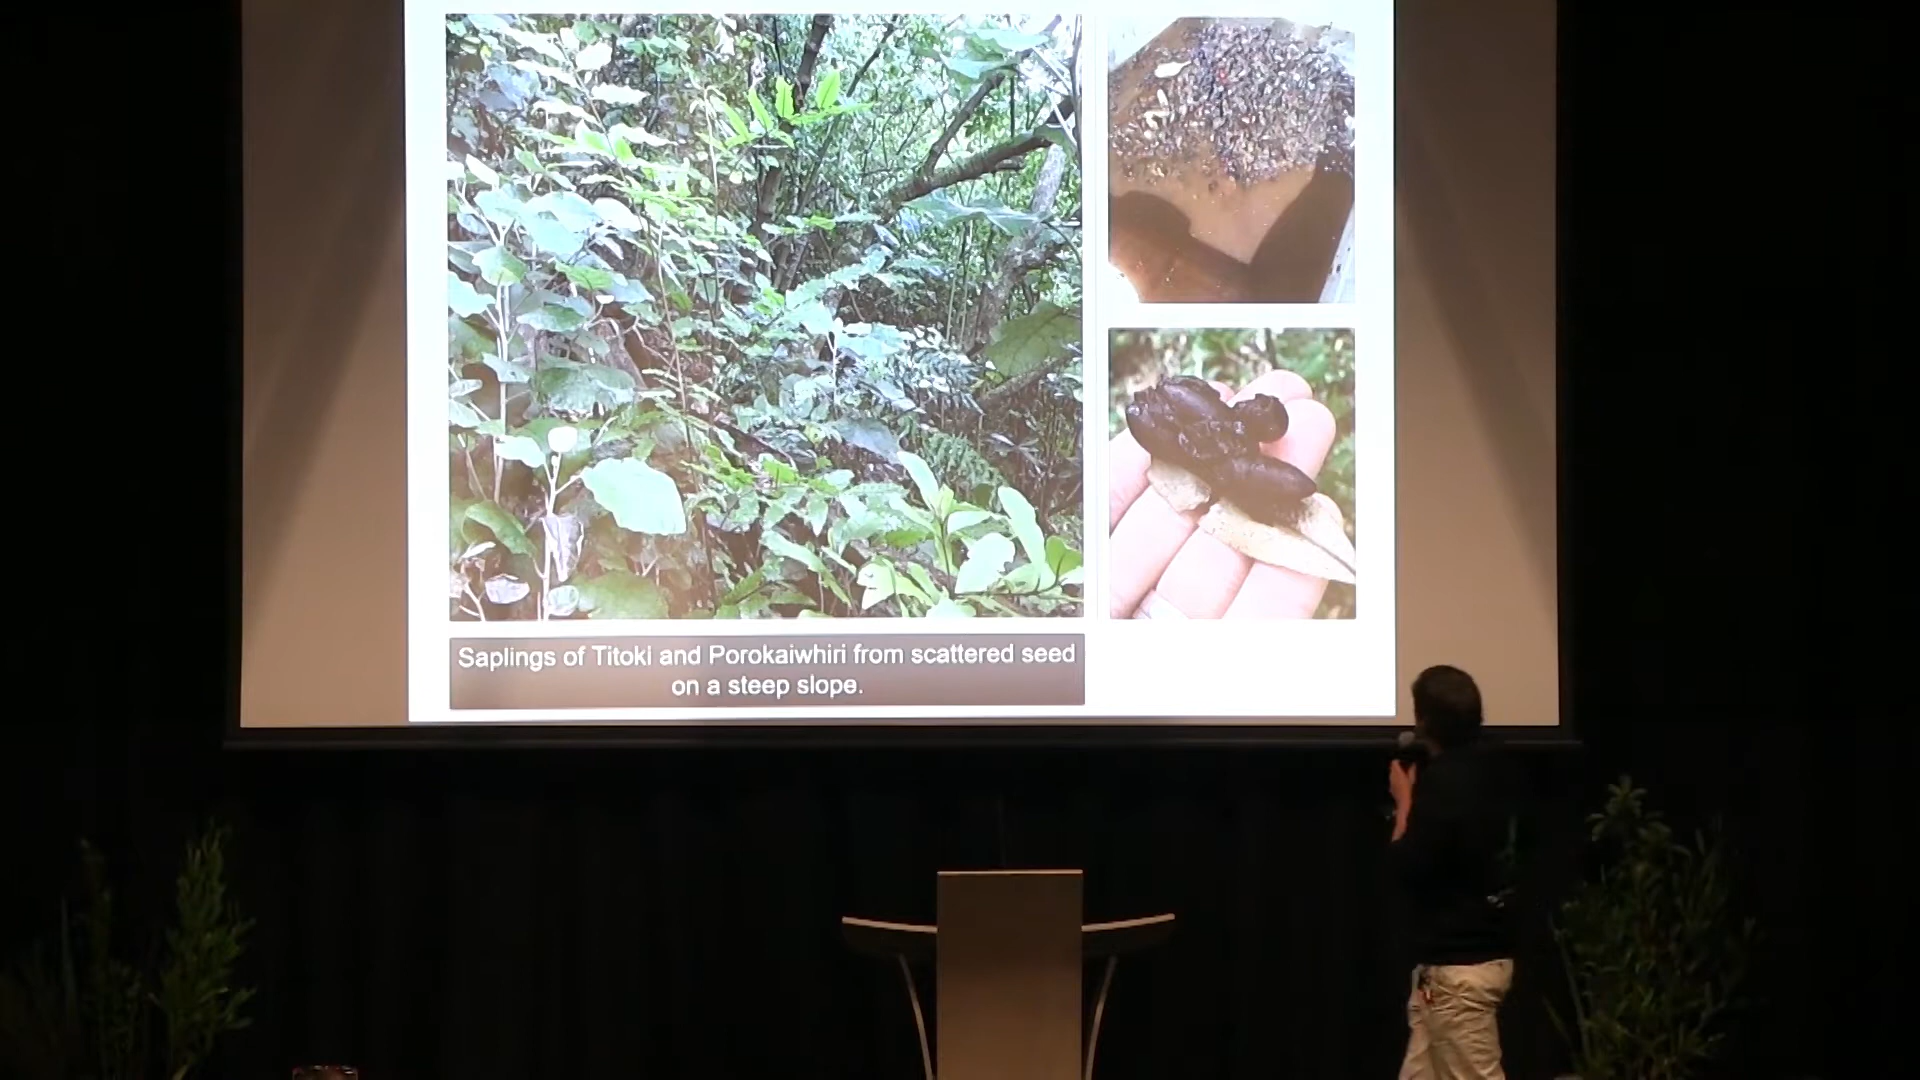 Saplings of Titoki and Porokaiwhiri from scattered seed
on a steep slope.